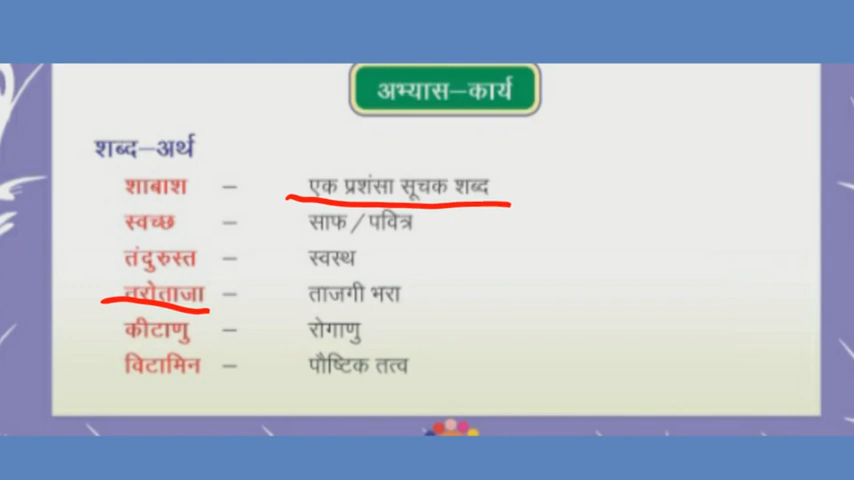 अभ्यास–कार्य
शब्द–अर्थ
शाबाश – एक प्रशंसा सूचक शब्द
स्वच्छ – साफ / पवित्र
तंदुरुस्त – स्वस्थ
तरोताजा – ताजगी भरा
कीटाणु – रोगाणु
विटामिन – पौष्टिक तत्व